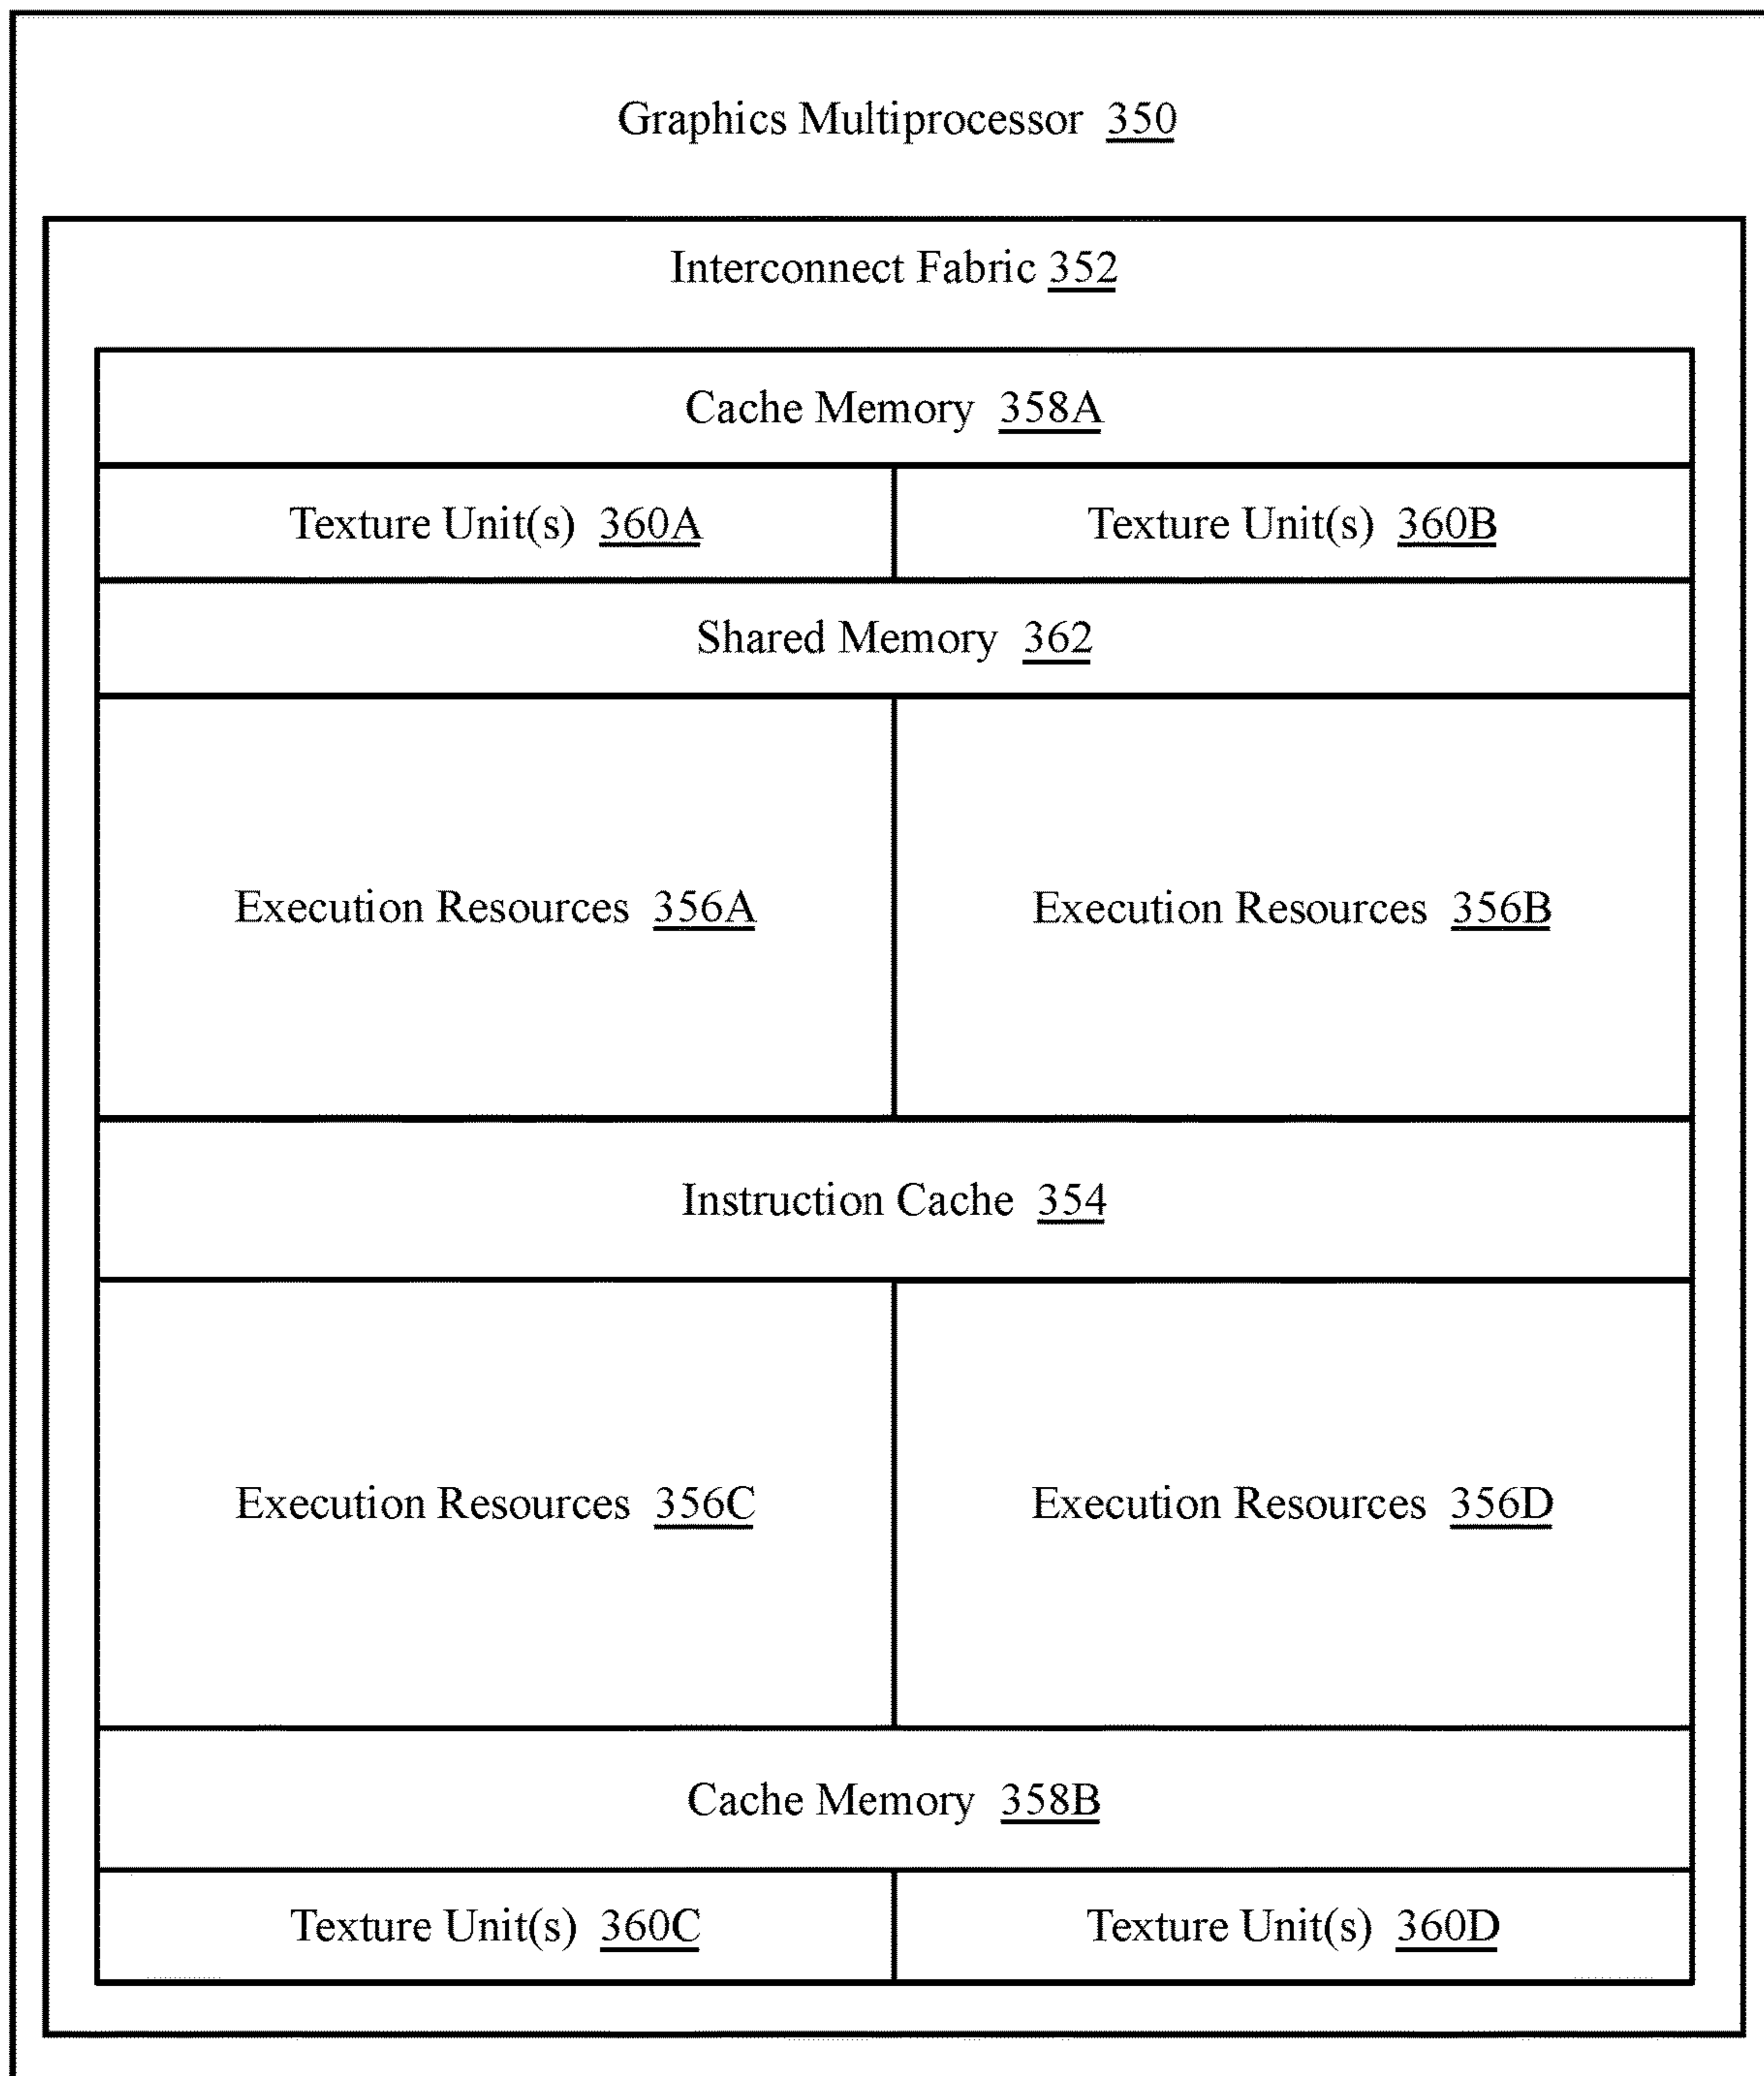 Graphics Multiprocessor 350
Interconnect Fabric 352
Cache Memory 358A
Texture Unit(s) 360A
Texture Unit(s) 360B
Shared Memory 362
Execution Resources 356A
Execution Resources 356B
Instruction Cache 354
Execution Resources 356C
Execution Resources 356D
Cache Memory 358B
Texture Unit(s) 360C
Texture Unit(s) 360D